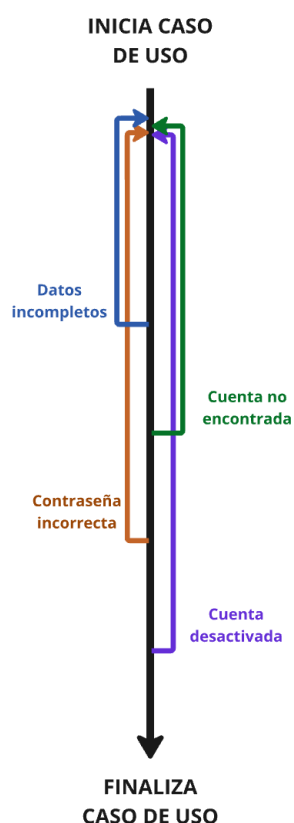 INICIA CASO
DE USO
Datos
incompletos
Cuenta no
encontrada
Contraseña
incorrecta
Cuenta
desactivada
FINALIZA
CASO DE USO